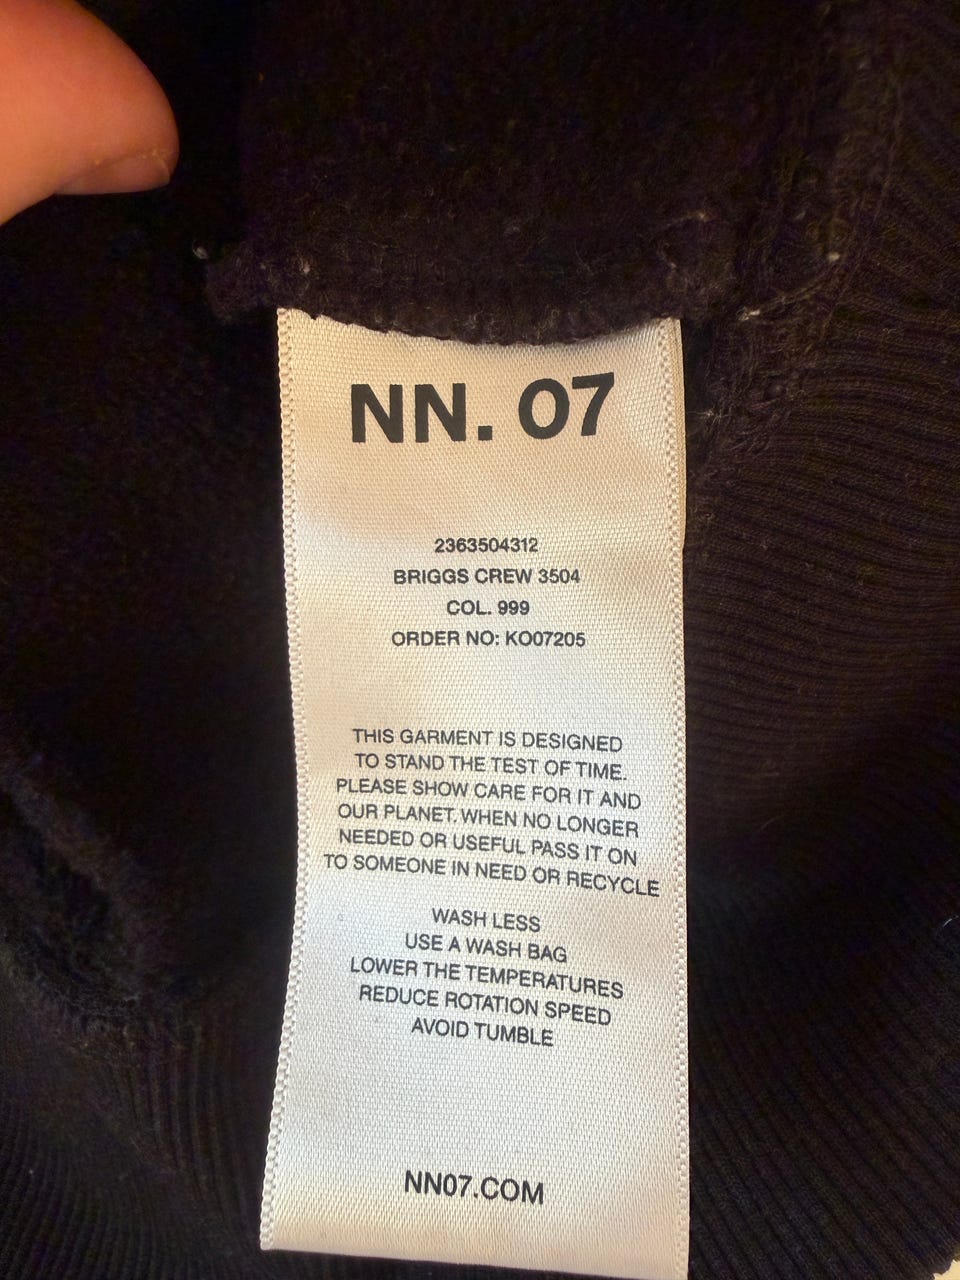 NN. 07
2363504312
BRIGGS CREW 3504
COL. 999
ORDER NO: KO07205
THIS GARMENT IS DESIGNED
TO STAND THE TEST OF TIME.
PLEASE SHOW CARE FOR IT AND
OUR PLANET. WHEN NO LONGER
NEEDED OR USEFUL PASS IT ON
TO SOMEONE IN NEED OR RECYCLE
WASH LESS
USE A WASH BAG
LOWER THE TEMPERATURES
REDUCE ROTATION SPEED
AVOID TUMBLE
NN07.COM